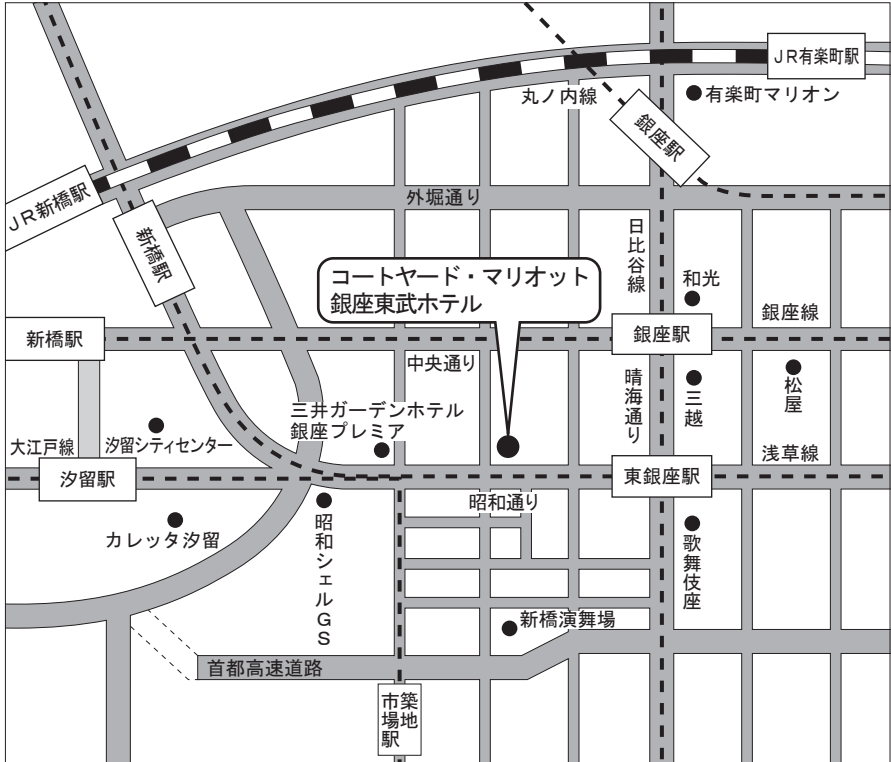 JR有楽町駅
丸ノ内線
有楽町マリオン
銀座駅
JR新橋駅
外堀通り
新橋駅
日比谷線
コートヤード・マリオット
銀座東武ホテル
和光
銀座線
新橋駅
銀座駅
中央通り
晴海通り
三越
松屋
三井ガーデンホテル
銀座プレミア
大江戸線
汐留シティセンター
浅草線
汐留駅
東銀座駅
昭和通り
カレッタ汐留
昭和シェルGS
歌舞伎座
新橋演舞場
首都高速道路
築地
市場駅